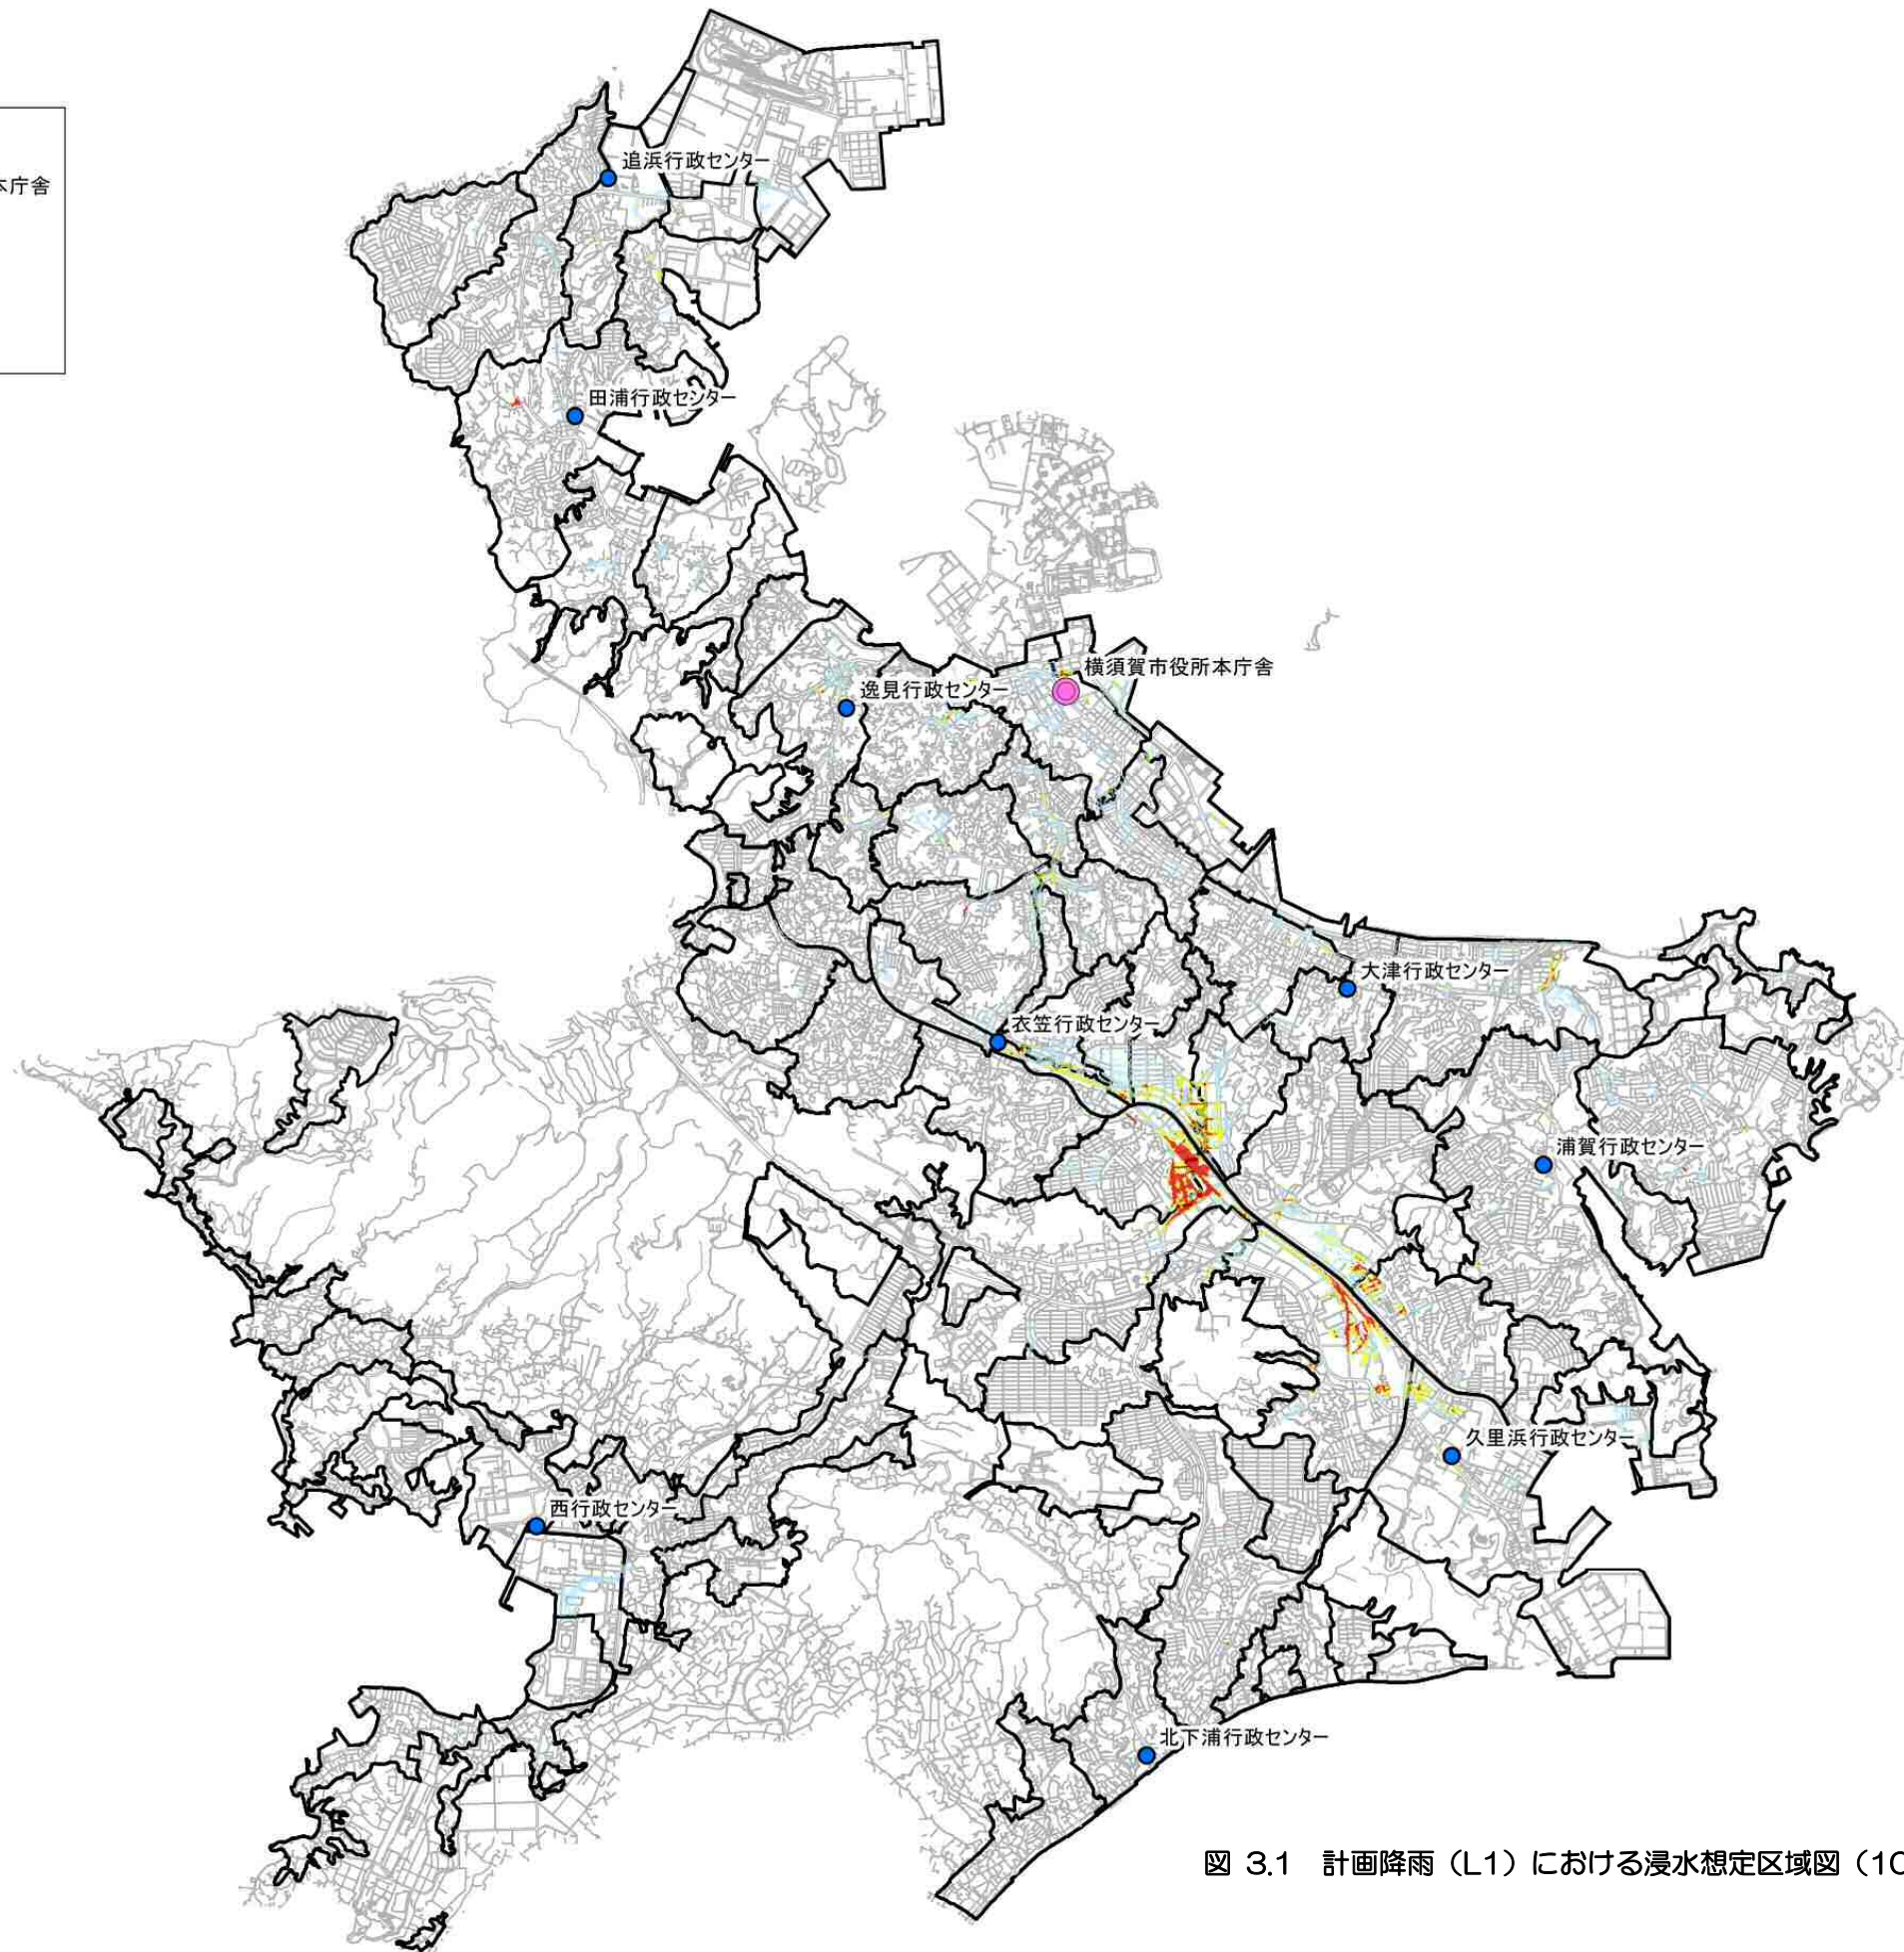 本庁舎
追浜行政センター
田浦行政センター
横須賀市役所本庁舎
逸見行政センター
大津行政センター
衣笠行政センター
浦賀行政センター
久里浜行政センター
西行政センター
北下浦行政センター
図 3.1 計画降雨（L1）における浸水想定区域図（10